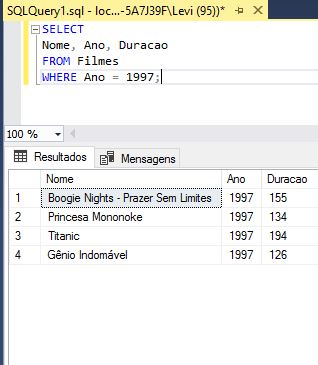 SQLQuery1.sql - loc...-5A7J39F\Levi (95))*
SELECT
Nome, Ano, Duracao
FROM Filmes
WHERE Ano = 1997;
100 %
Resultados Mensagens
Nome Ano Duracao
1 Boogie Nights - Prazer Sem Limites 1997 155
2 Princesa Mononoke 1997 134
3 Titanic 1997 194
4 Gênio Indomável 1997 126